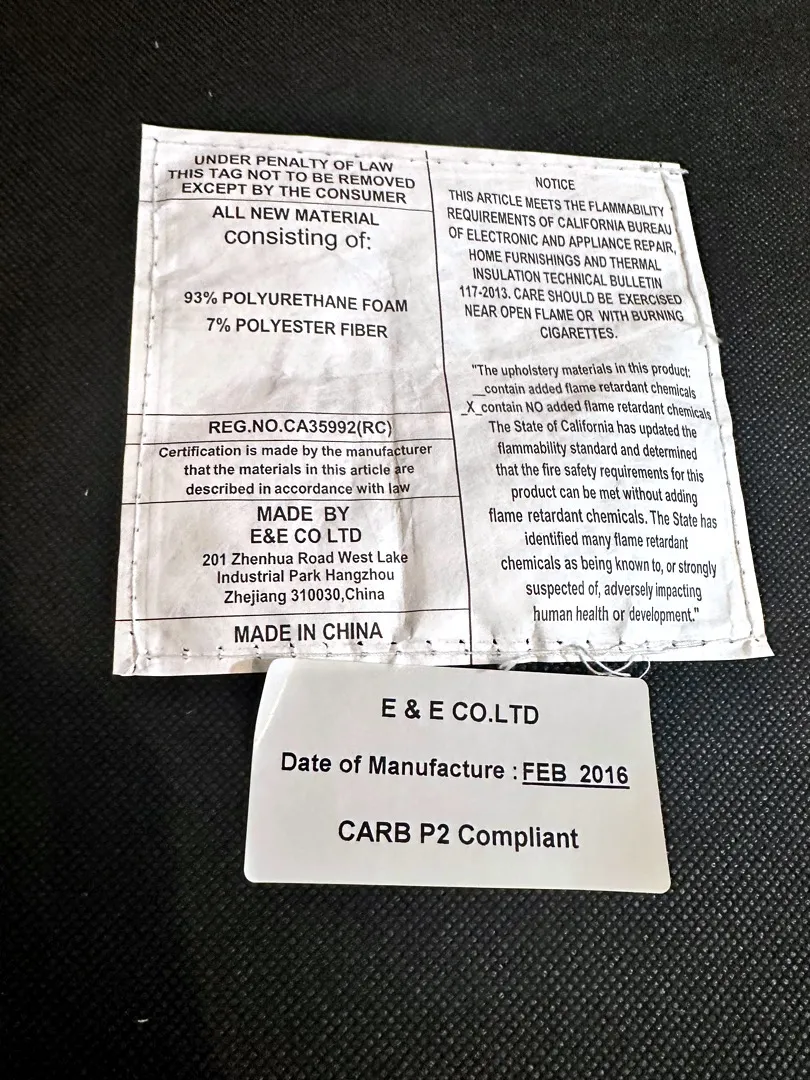 UNDER PENALTY OF LAW
THIS TAG NOT TO BE REMOVED
EXCEPT BY THE CONSUMER
ALL NEW MATERIAL
consisting of:
93% POLYURETHANE FOAM
7% POLYESTER FIBER
REG.NO.CA35992(RC)
Certification is made by the manufacturer
that the materials in this article are
described in accordance with law
MADE BY
E&E CO LTD
201 Zhenhua Road West Lake
Industrial Park Hangzhou
Zhejiang 310030,China
MADE IN CHINA
NOTICE
THIS ARTICLE MEETS THE FLAMMABILITY
REQUIREMENTS OF CALIFORNIA BUREAU
OF ELECTRONIC AND APPLIANCE REPAIR,
HOME FURNISHINGS AND THERMAL
INSULATION TECHNICAL BULLETIN
117-2013. CARE SHOULD BE EXERCISED
NEAR OPEN FLAME OR WITH BURNING
CIGARETTES.
"The upholstery materials in this product:
__contain added flame retardant chemicals
_X_contain NO added flame retardant chemicals
The State of California has updated the
flammability standard and determined
that the fire safety requirements for this
product can be met without adding
flame retardant chemicals. The State has
identified many flame retardant
chemicals as being known to, or strongly
suspected of, adversely impacting
human health or development."
E & E CO.LTD
Date of Manufacture : FEB 2016
CARB P2 Compliant